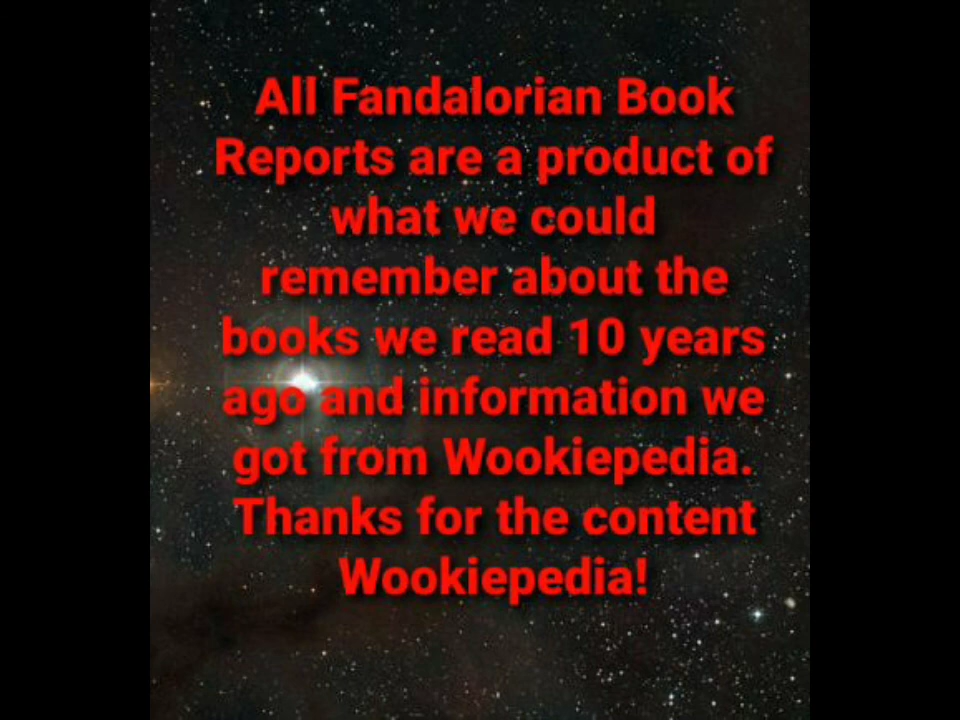 All Fandalorian Book
Reports are a product of
what we could
remember about the
books we read 10 years
ago and information we
got from Wookiepedia.
Thanks for the content
Wookiepedia!